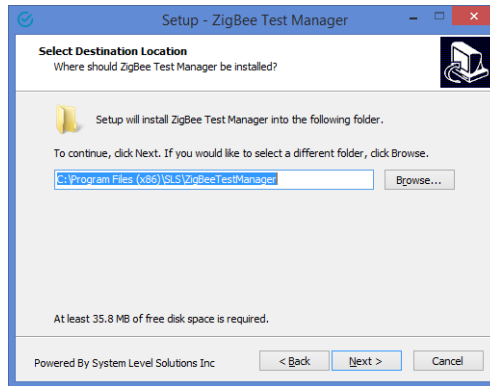 Setup - ZigBee Test Manager
Select Destination Location
Where should ZigBee Test Manager be installed?
Setup will install ZigBee Test Manager into the following folder.
To continue, click Next. If you would like to select a different folder, click Browse.
C:\Program Files (x86)\SLS\ZigBeeTestManager
Browse...
At least 35.8 MB of free disk space is required.
Powered By System Level Solutions Inc
< Back
Next >
Cancel